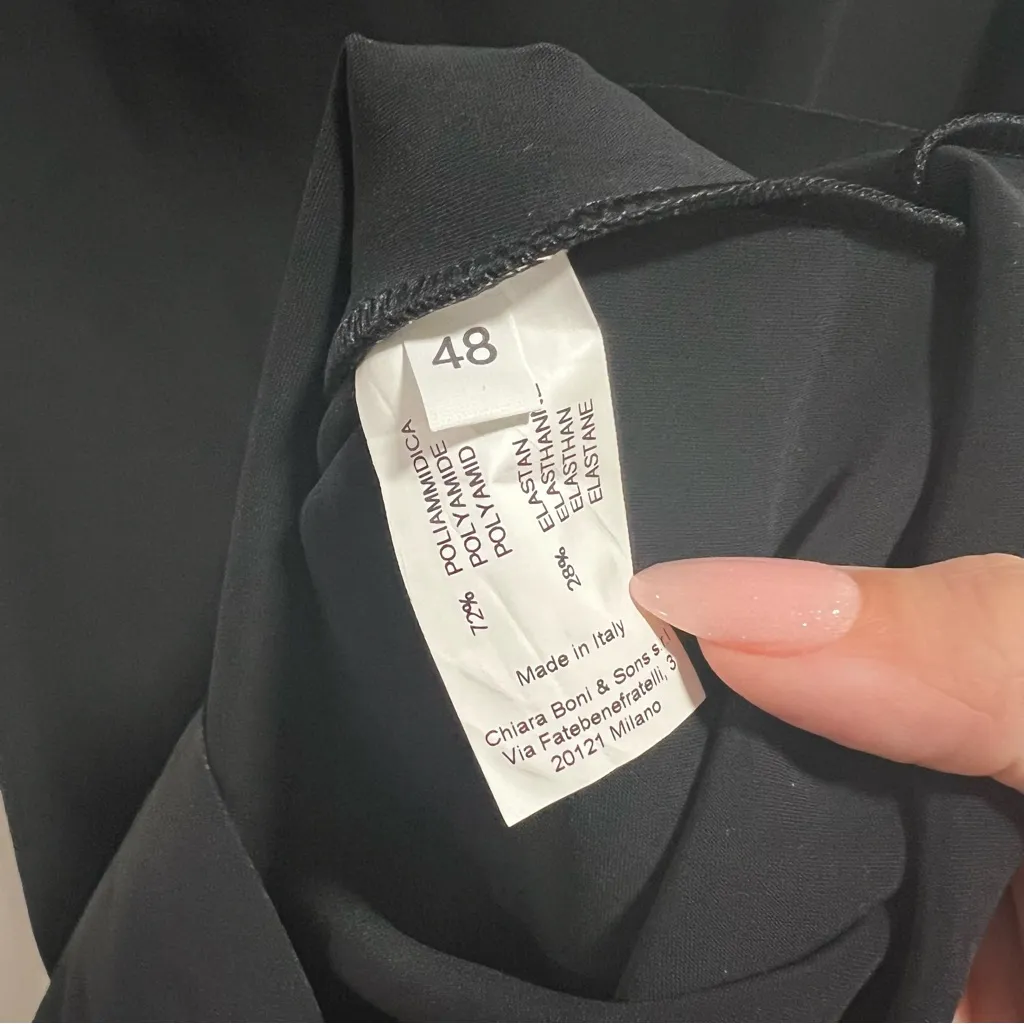 48
72% POLIAMMIDICA
POLYAMIDE
POLYAMID
ELASTAN
28% ELASTHAN
ELASTANE
Made in Italy
Chiara Boni & Sons s.r.l
Via Fatebenefratelli, 3
20121 Milano